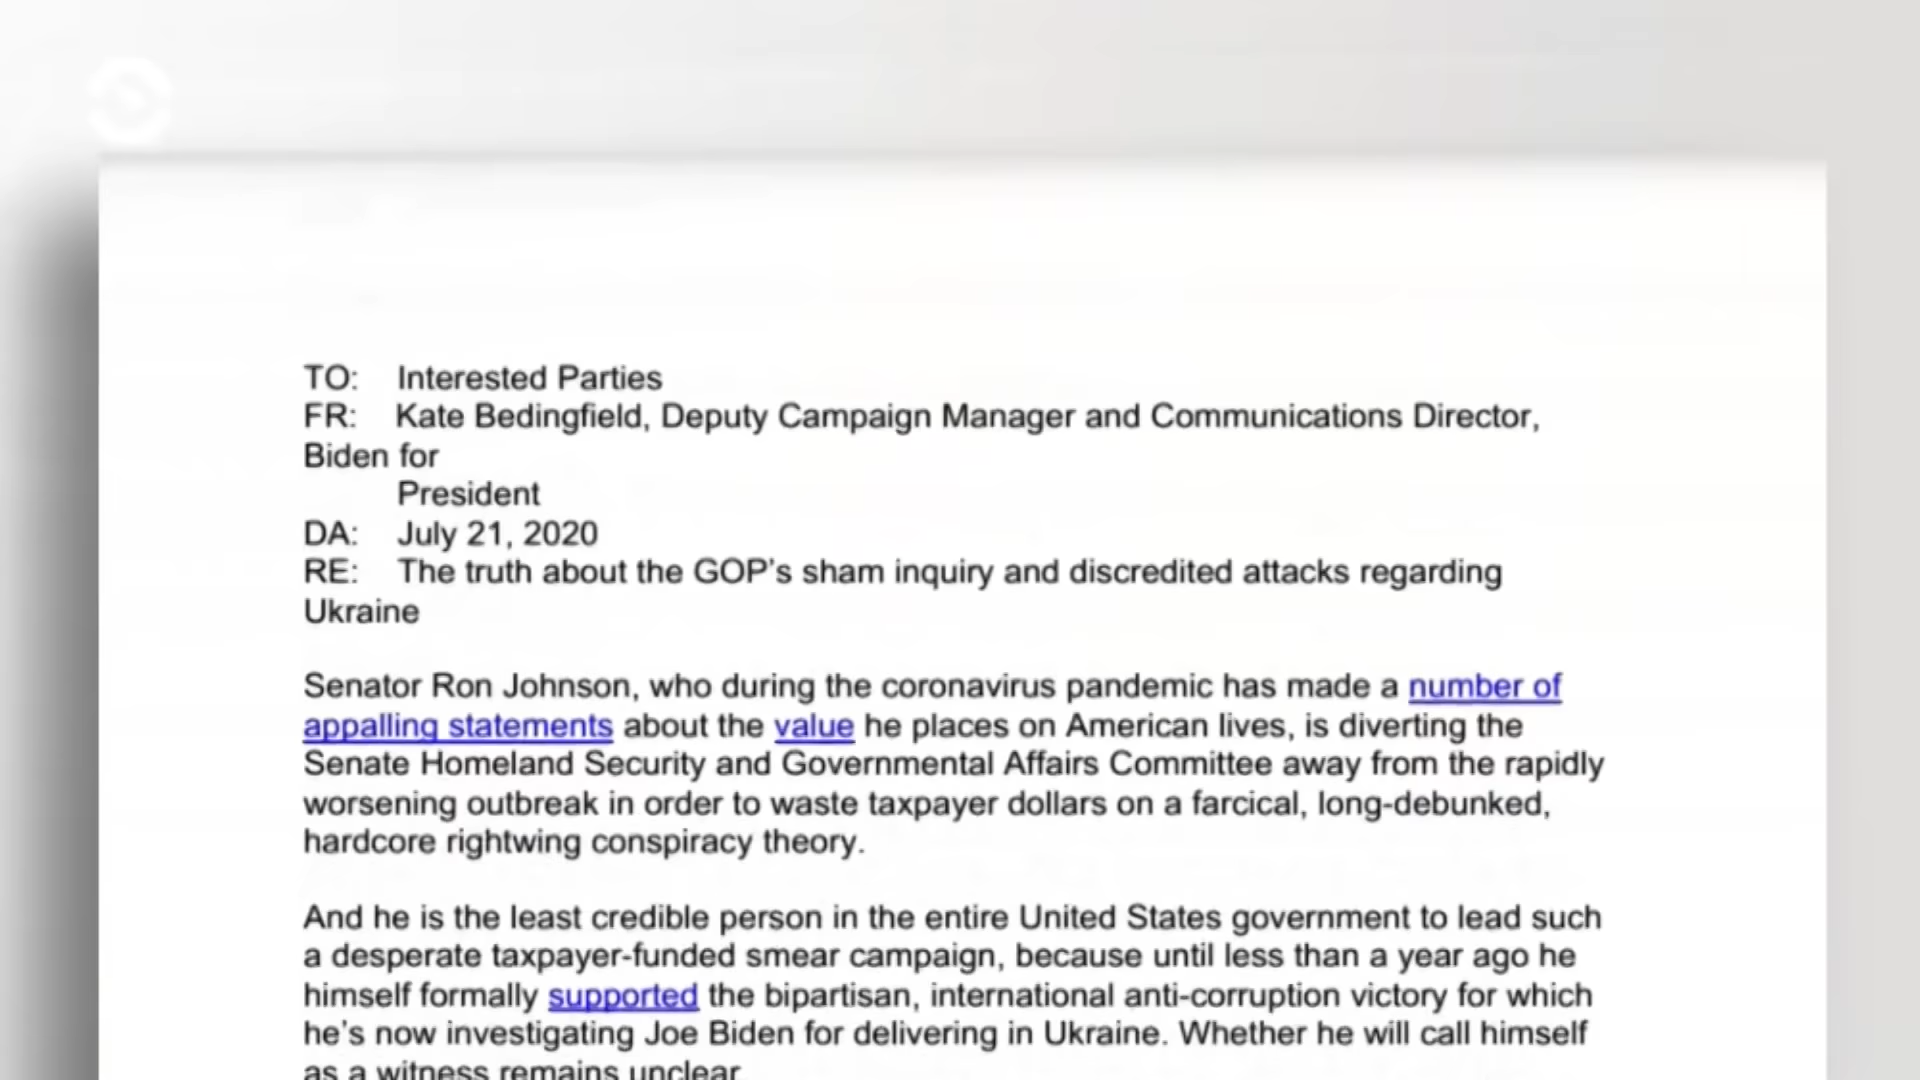 TO: Interested Parties
FR: Kate Bedingfield, Deputy Campaign Manager and Communications Director,
Biden for
President
DA: July 21, 2020
RE: The truth about the GOP's sham inquiry and discredited attacks regarding
Ukraine
Senator Ron Johnson, who during the coronavirus pandemic has made a number of
appalling statements about the value he places on American lives, is diverting the
Senate Homeland Security and Governmental Affairs Committee away from the rapidly
worsening outbreak in order to waste taxpayer dollars on a farcical, long-debunked,
hardcore rightwing conspiracy theory.
And he is the least credible person in the entire United States government to lead such
a desperate taxpayer-funded smear campaign, because until less than a year ago he
himself formally supported the bipartisan, international anti-corruption victory for which
he's now investigating Joe Biden for delivering in Ukraine. Whether he will call himself
as a witness remains unclear.